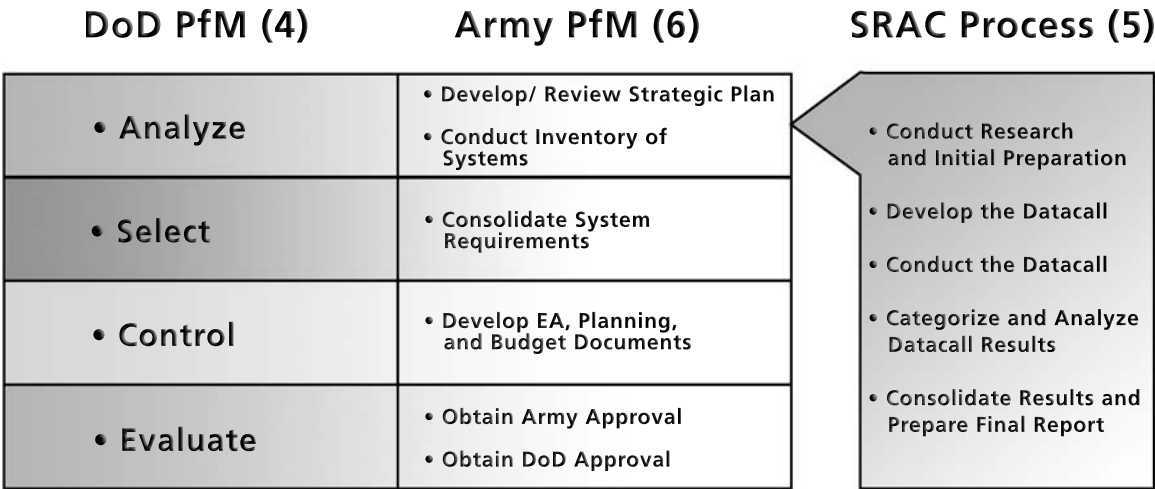 DoD PfM (4)
Army PfM (6)
SRAC Process (5)
• Analyze
• Develop/ Review Strategic Plan
• Conduct Inventory of
Systems
• Select
• Consolidate System
Requirements
• Control
• Develop EA, Planning,
and Budget Documents
• Evaluate
• Obtain Army Approval
• Obtain DoD Approval
• Conduct Research
and Initial Preparation
• Develop the Datacall
• Conduct the Datacall
• Categorize and Analyze
Datacall Results
• Consolidate Results and
Prepare Final Report